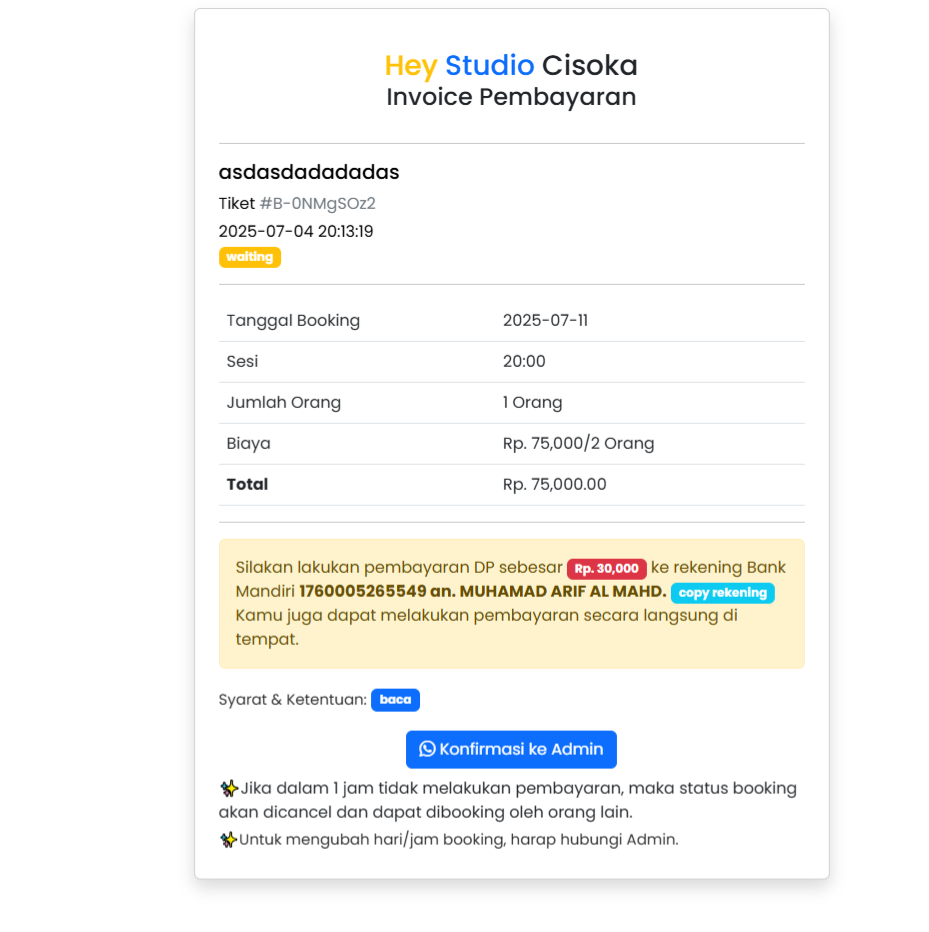 Hey Studio Cisoka
Invoice Pembayaran
asdasdadadadas
Tiket #B-0NMgSOz2
2025-07-04 20:13:19
waiting
Tanggal Booking 2025-07-11
Sesi 20:00
Jumlah Orang 1 Orang
Biaya Rp. 75,000/2 Orang
Total Rp. 75,000.00
Silakan lakukan pembayaran DP sebesar Rp. 30,000 ke rekening Bank
Mandiri 1760005265549 an. MUHAMAD ARIF AL MAHD. copy rekening
Kamu juga dapat melakukan pembayaran secara langsung di
tempat.
Syarat & Ketentuan: baca
Konfirmasi ke Admin
✨Jika dalam 1 jam tidak melakukan pembayaran, maka status booking
akan dicancel dan dapat dibooking oleh orang lain.
✨Untuk mengubah hari/jam booking, harap hubungi Admin.